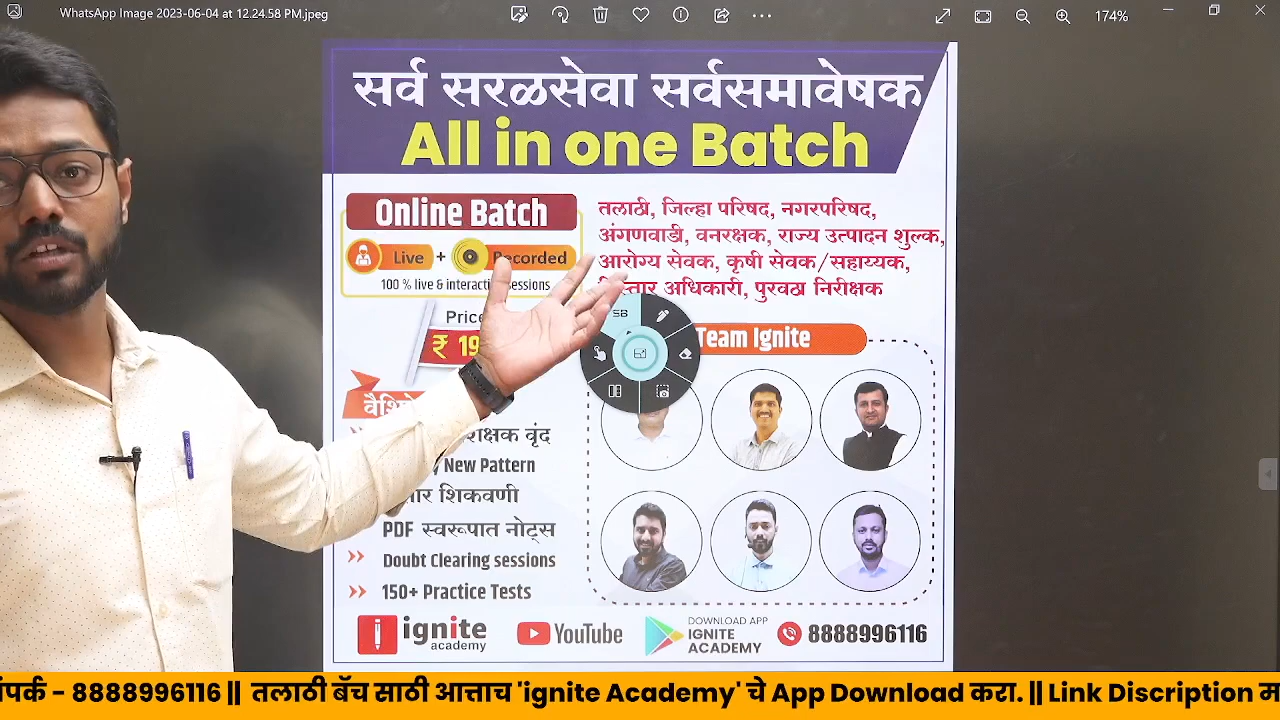 WhatsApp Image 2023-06-04 at 12.24.58 PM.jpeg
174%
सर्व सरळसेवा सर्वसमावेषक
All in one Batch
Online Batch
Live + Recorded
100 % live & interactive sessions
तलाठी, जिल्हा परिषद, नगरपरिषद,
अंगणवाडी, वनरक्षक, राज्य उत्पादन शुल्क,
आरोग्य सेवक, कृषी सेवक/सहाय्यक,
अधिकारी, पुरवठा निरीक्षक
SB
Price
₹ 19
Team Ignite
वृंद
New Pattern
शिकवणी
PDF स्वरूपात नोट्स
Doubt Clearing sessions
150+ Practice Tests
ignite academy
YouTube
DOWNLOAD APP
IGNITE ACADEMY
8888996116
- 8888996116 || तलाठी बॅच साठी आत्ताच 'ignite Academy' चे App Download करा. || Link Discription